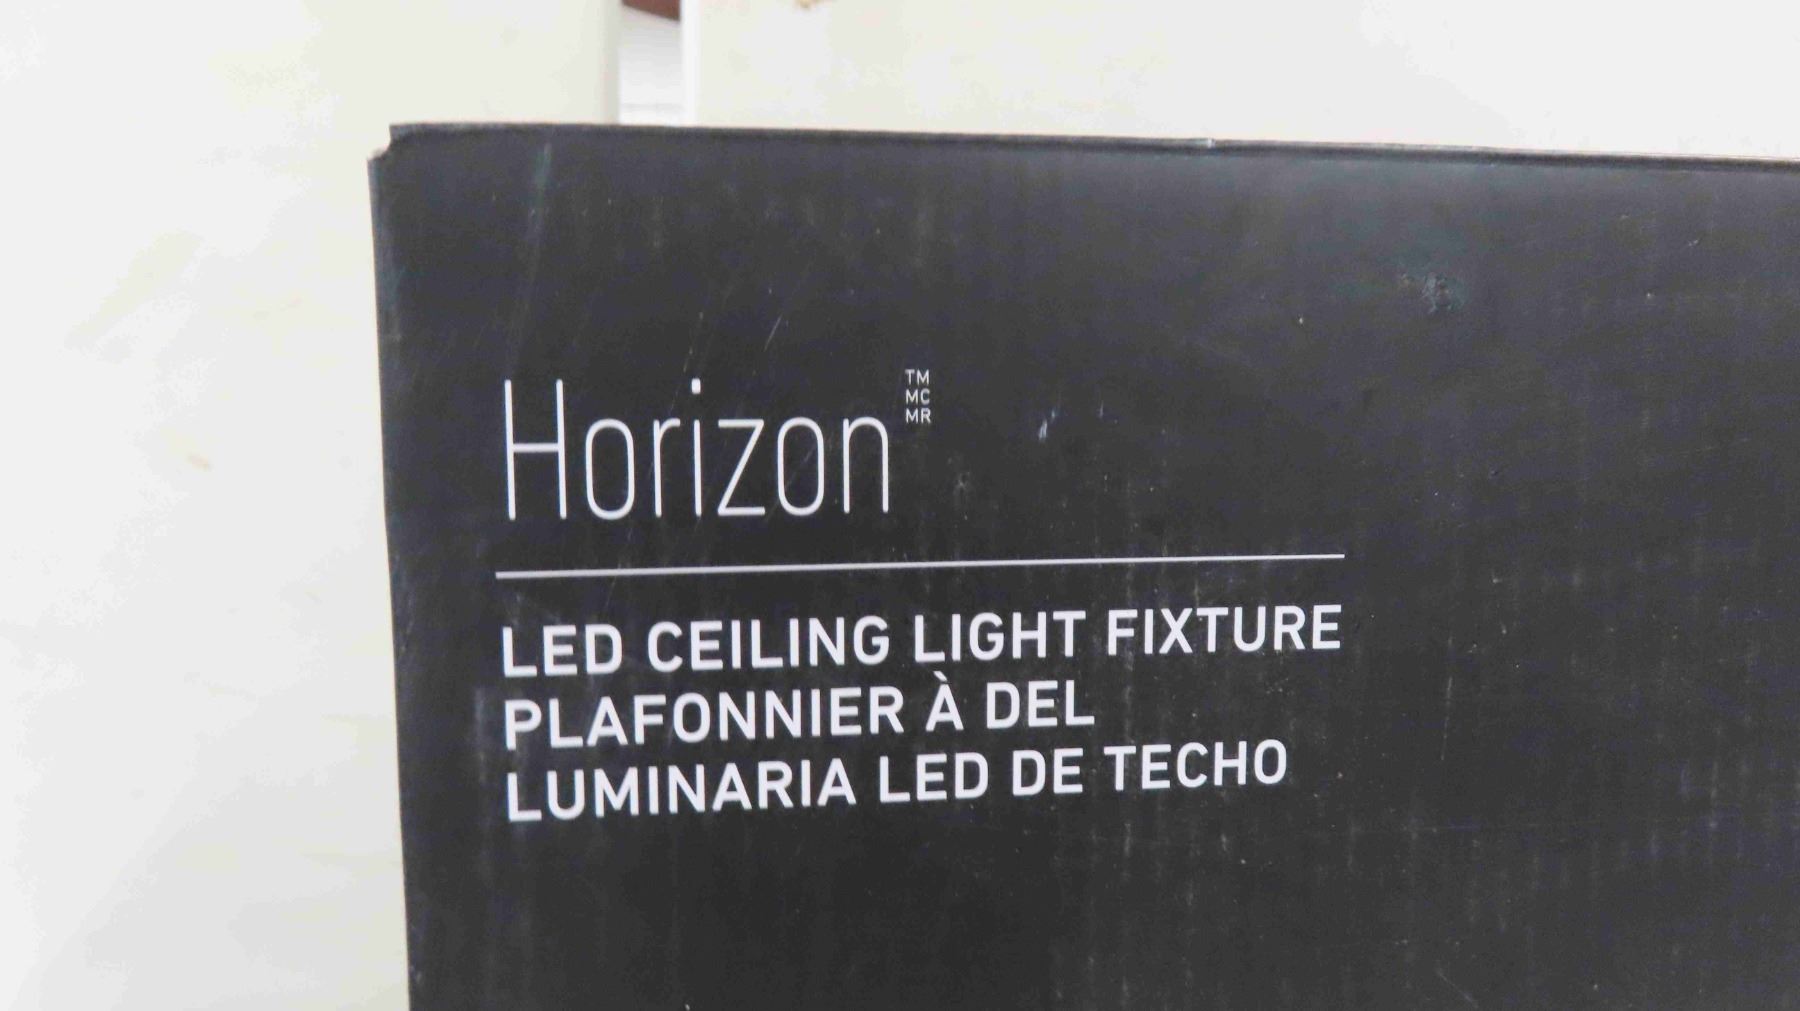 Horizon
TM
MC
MR
LED CEILING LIGHT FIXTURE
PLAFONNIER À DEL
LUMINARIA LED DE TECHO